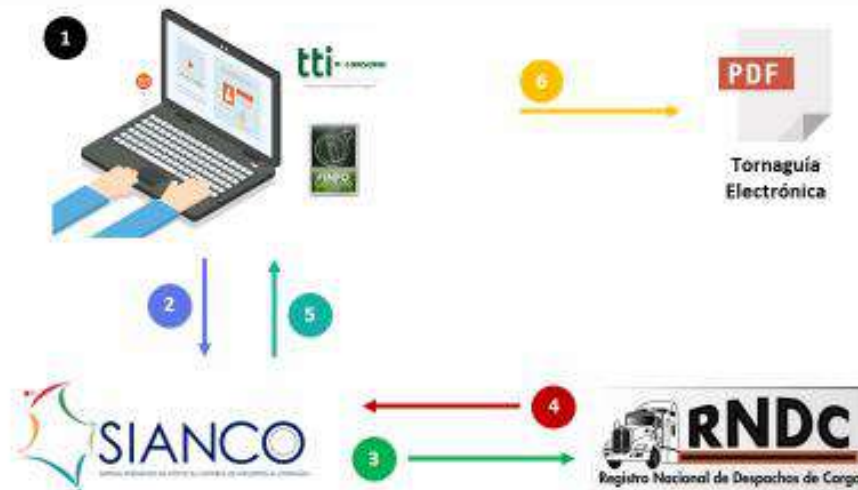 1
tti
6
PDF
Tornaguía
Electrónica
2
5
SIANCO
4
3
RNDC
Registro Nacional de Despachos de Carga